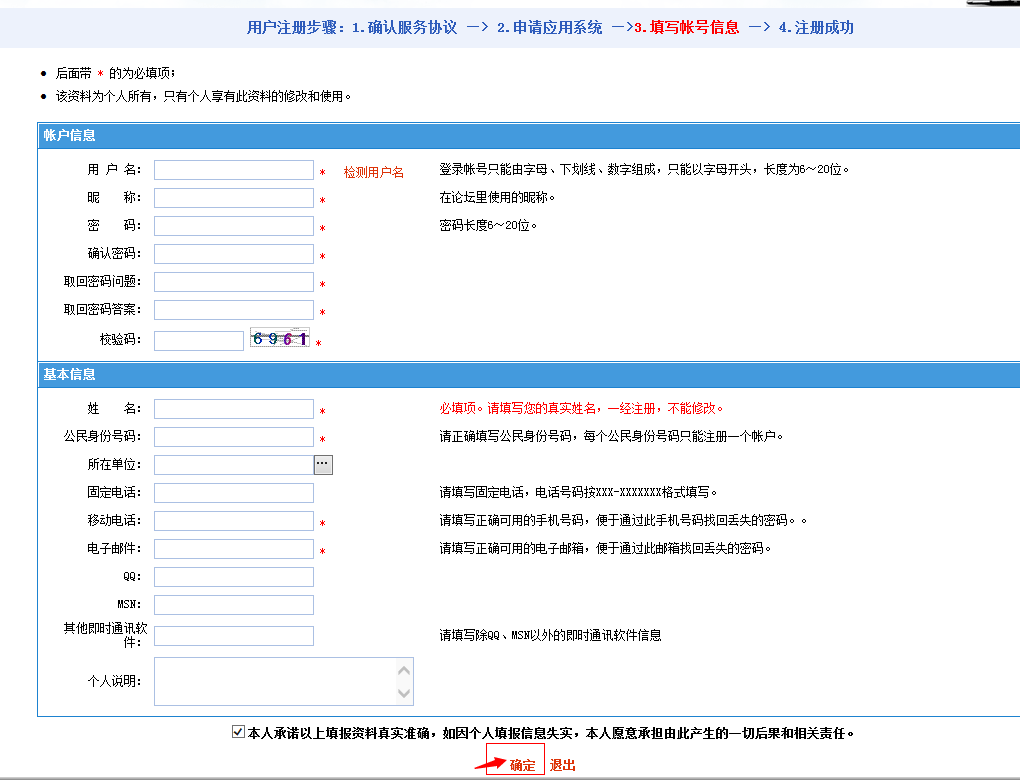 用户注册步骤：1.确认服务协议 —> 2.申请应用系统 —>3.填写帐号信息 —> 4.注册成功
● 后面带 * 的为必填项；
● 该资料为个人所有，只有个人享有此资料的修改和使用。
帐户信息
用 户 名： * 检测用户名 登录帐号只能由字母、下划线、数字组成，只能以字母开头，长度为6～20位。
昵 称： * 在论坛里使用的昵称。
密 码： * 密码长度6～20位。
确认密码： *
取回密码问题： *
取回密码答案： *
校验码： 6961 *
基本信息
姓 名： * 必填项。请填写您的真实姓名，一经注册，不能修改。
公民身份号码： * 请正确填写公民身份号码，每个公民身份号码只能注册一个帐户。
所在单位： ...
固定电话： 请填写固定电话，电话号码按XXX-XXXXXXX格式填写。
移动电话： * 请填写正确可用的手机号码，便于通过此手机号码找回丢失的密码。。
电子邮件： * 请填写正确可用的电子邮箱，便于通过此邮箱找回丢失的密码。
QQ：
MSN：
其他即时通讯软
件： 请填写除QQ、MSN以外的即时通讯软件信息
个人说明：
本人承诺以上填报资料真实准确，如因个人填报信息失实，本人愿意承担由此产生的一切后果和相关责任。
确定 退出